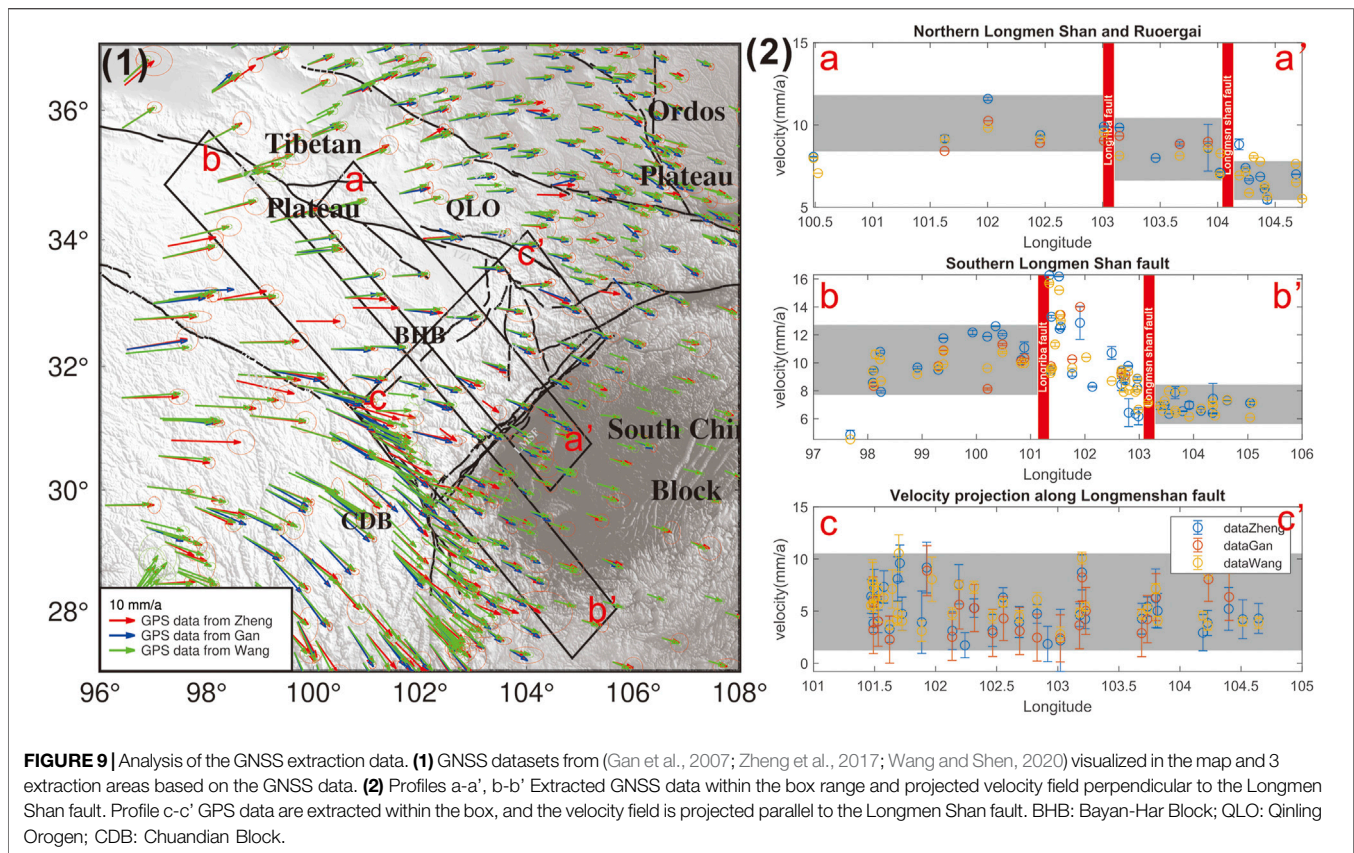 (1)
36°
34°
32°
30°
28°
96°
98°
100°
102°
104°
106°
108°
Tibetan
Plateau
Ordos
Plateau
QLO
BHB
CDB
South Chin
Block
b
a
c'
c
a'
b'
10 mm/a
GPS data from Zheng
GPS data from Gan
GPS data from Wang
(2)
Northern Longmen Shan and Ruoergai
a
a'
Longriba fault
Longmsn shan fault
velocity(mm/a)
15
10
5
100.5 101 101.5 102 102.5 103 103.5 104 104.5
Longitude
Southern Longmen Shan fault
b
b'
Longriba fault
Longmsn shan fault
velocity(mm/a)
16
14
12
10
8
6
97 98 99 100 101 102 103 104 105 106
Longitude
Velocity projection along Longmenshan fault
c
c'
dataZheng
dataGan
dataWang
velocity(mm/a)
15
10
5
0
101 101.5 102 102.5 103 103.5 104 104.5 105
Longitude
FIGURE 9 | Analysis of the GNSS extraction data. (1) GNSS datasets from (Gan et al., 2007; Zheng et al., 2017; Wang and Shen, 2020) visualized in the map and 3
extraction areas based on the GNSS data. (2) Profiles a-a', b-b' Extracted GNSS data within the box range and projected velocity field perpendicular to the Longmen
Shan fault. Profile c-c' GPS data are extracted within the box, and the velocity field is projected parallel to the Longmen Shan fault. BHB: Bayan-Har Block; QLO: Qinling
Orogen; CDB: Chuandian Block.